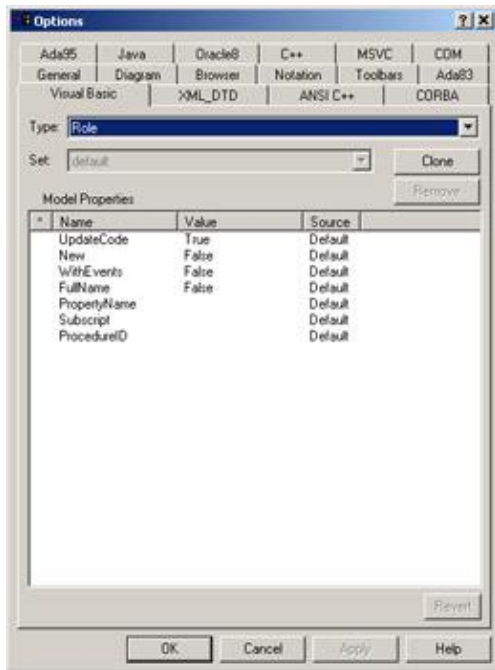 Options
Ada95 Java Oracle8 C++ MSVC COM
General Diagram Browser Notation Toolbars Ada83
Visual Basic XML_DTD ANSI C++ CORBA
Type: Role
Set: default Clone
Remove
Model Properties
* Name Value Source
UpdateCode True Default
New False Default
WithEvents False Default
FullName False Default
PropertyName Default
Subscript Default
ProcedureID Default
Revert
OK Cancel Apply Help